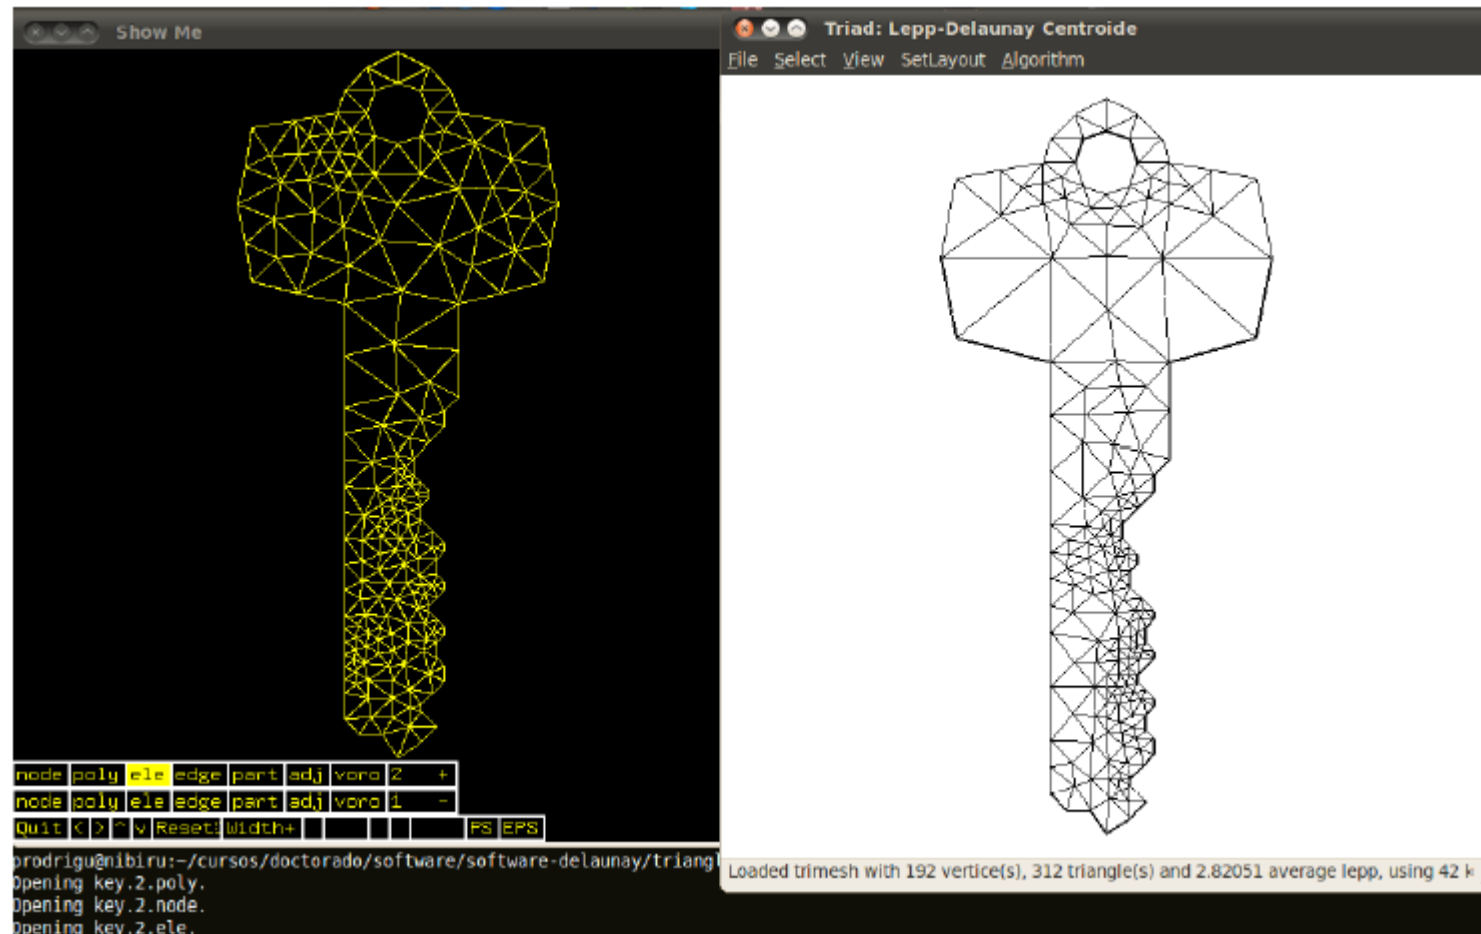 Show Me
node poly ele edge part adj voro 2 +
node poly ele edge part adj voro 1 -
Quit < > ^ v Reset Width+ PS EPS
prodrigu@nibiru:~/cursos/doctorado/software/software-delaunay/triangl
Opening key.2.poly.
Opening key.2.node.
Opening key.2.ele.
Triad: Lepp-Delaunay Centroide
File Select View SetLayout Algorithm
Loaded trimesh with 192 vertice(s), 312 triangle(s) and 2.82051 average lepp, using 42 k